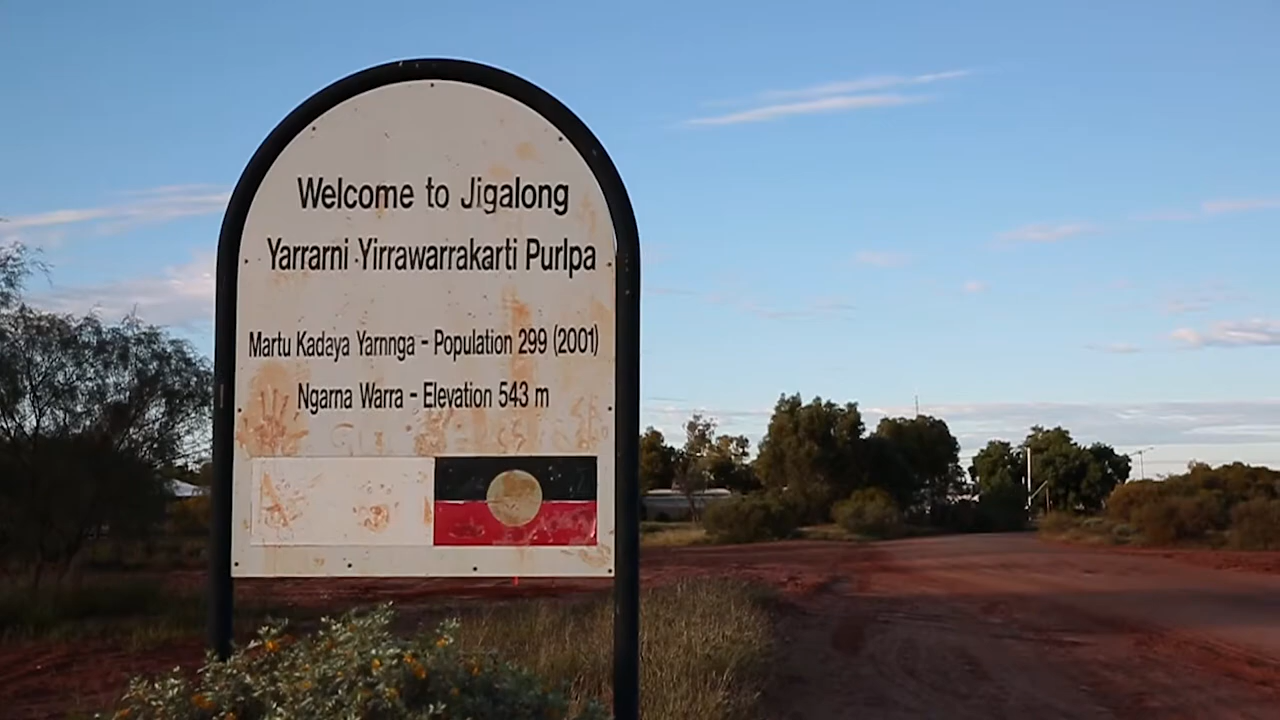 Welcome to Jigalong
Yarrarni Yirrawarrakarti Purlpa
Martu Kadaya Yarnnga - Population 299 (2001)
Ngarna Warra - Elevation 543 m